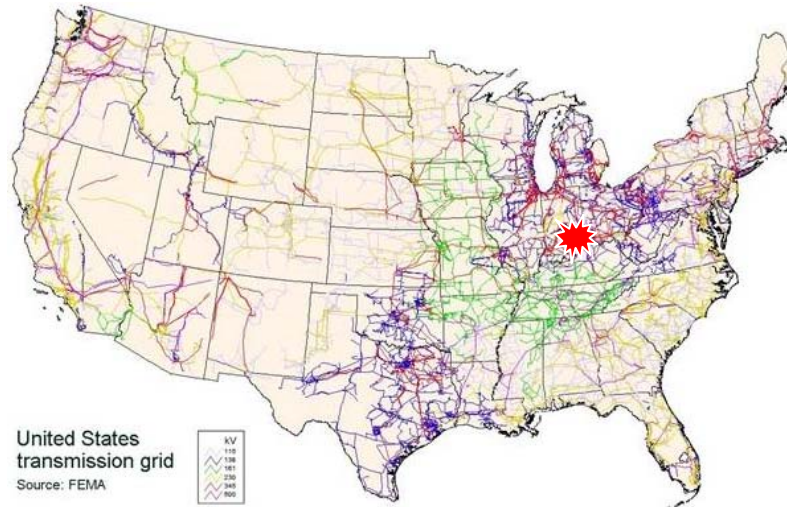 United States
transmission grid
Source: FEMA
kV
115
138
161
230
345
500